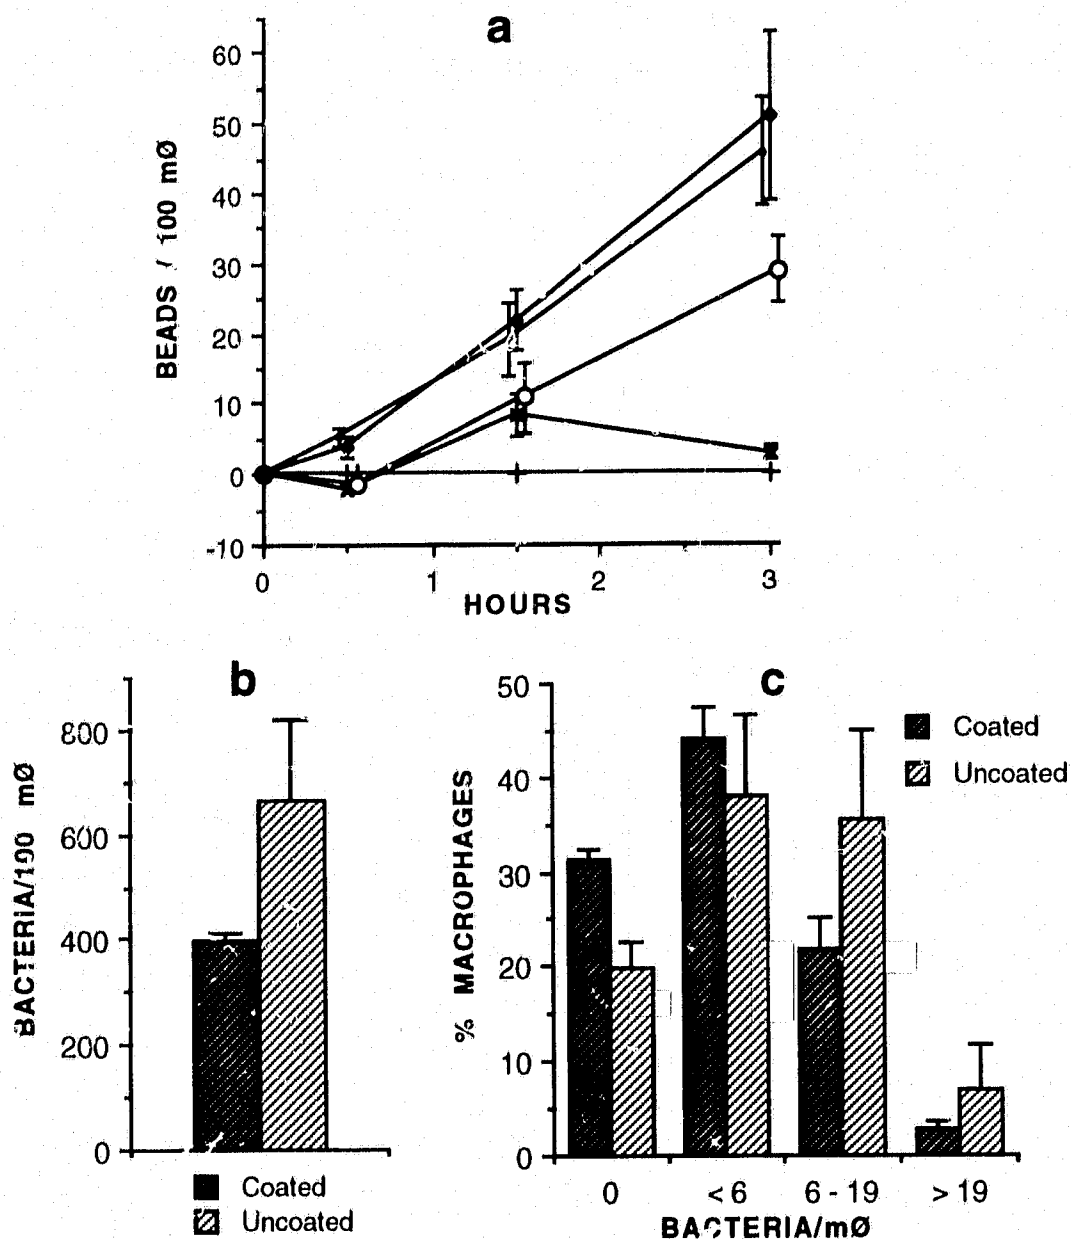 a
60
50
40
30
20
10
0
-10
BEADS / 100 mØ
0 1 2 3
HOURS
b
800
600
400
200
0
BACTERIA/100 mØ
Coated
Uncoated
c
50
40
30
20
10
0
% MACROPHAGES
Coated
Uncoated
0 < 6 6 - 19 > 19
BACTERIA/mØ